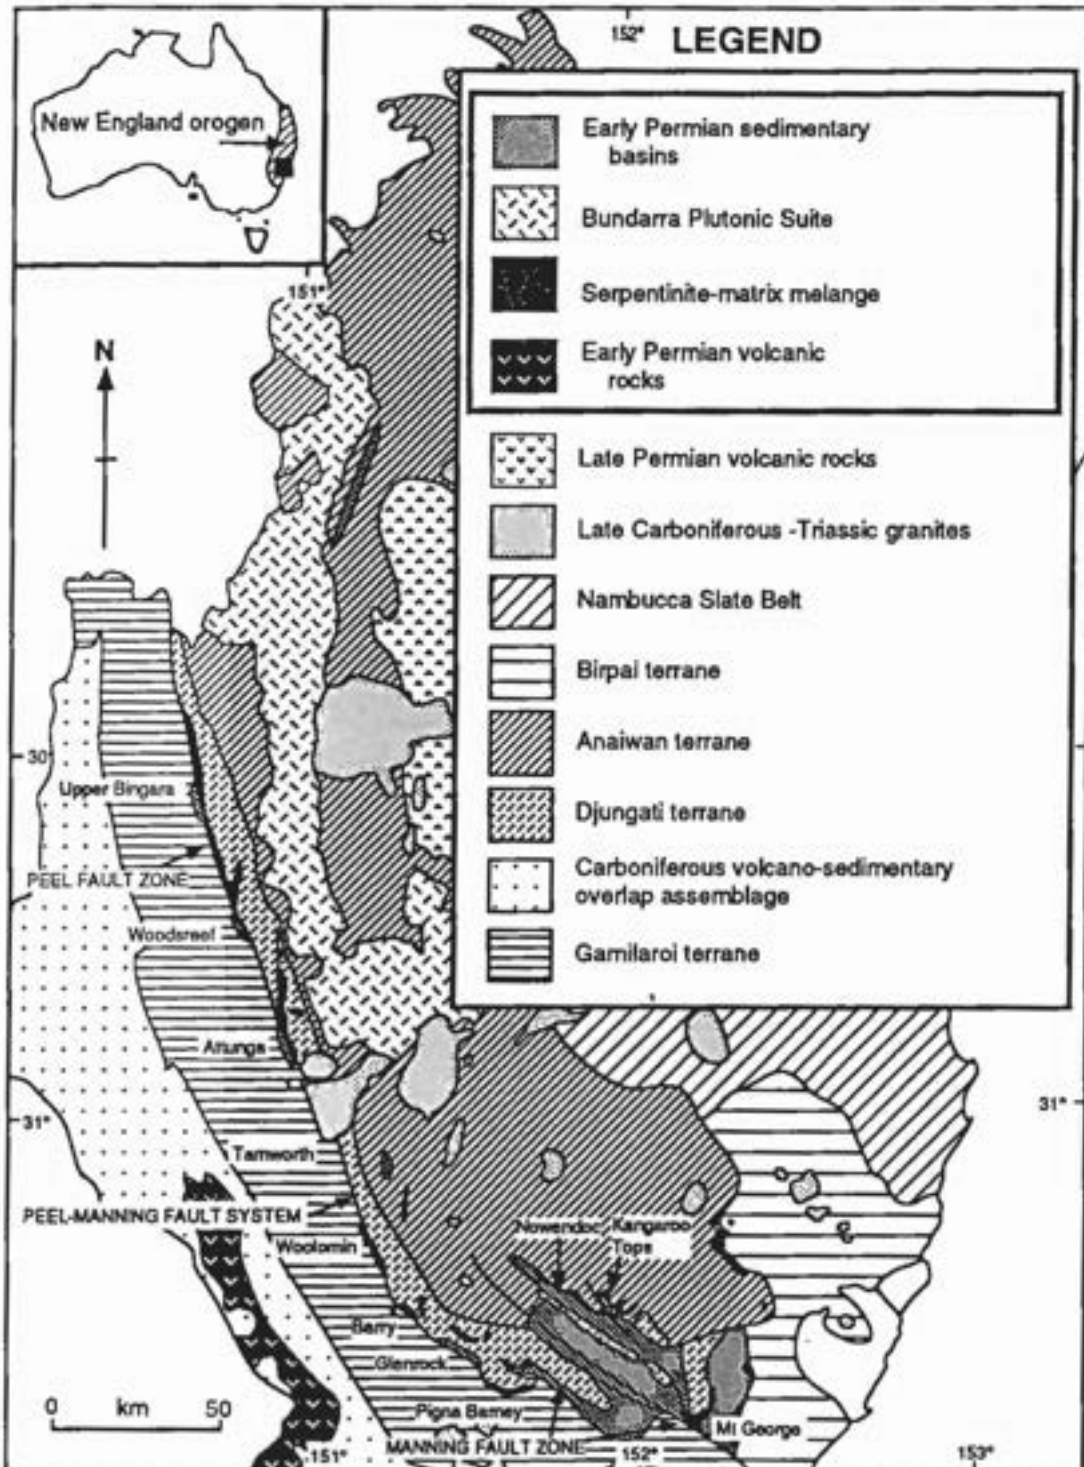 152°
LEGEND
New England orogen
Early Permian sedimentary
basins
Bundarra Plutonic Suite
Serpentinite-matrix melange
Early Permian volcanic
rocks
Late Permian volcanic rocks
Late Carboniferous -Triassic granites
Nambucca Slate Belt
Birpai terrane
Anaiwan terrane
Djungati terrane
Carboniferous volcano-sedimentary
overlap assemblage
Gamilaroi terrane
151°
N
30
Upper Bingara
PEEL FAULT ZONE
Woodsreef
Attunga
31°
31°
Tamworth
PEEL-MANNING FAULT SYSTEM
Woolomin
Nowendoc
Kangaroo
Tops
Barry
Glenrock
0 km 50
Pigna Barney
Mt George
MANNING FAULT ZONE
151°
152°
153°